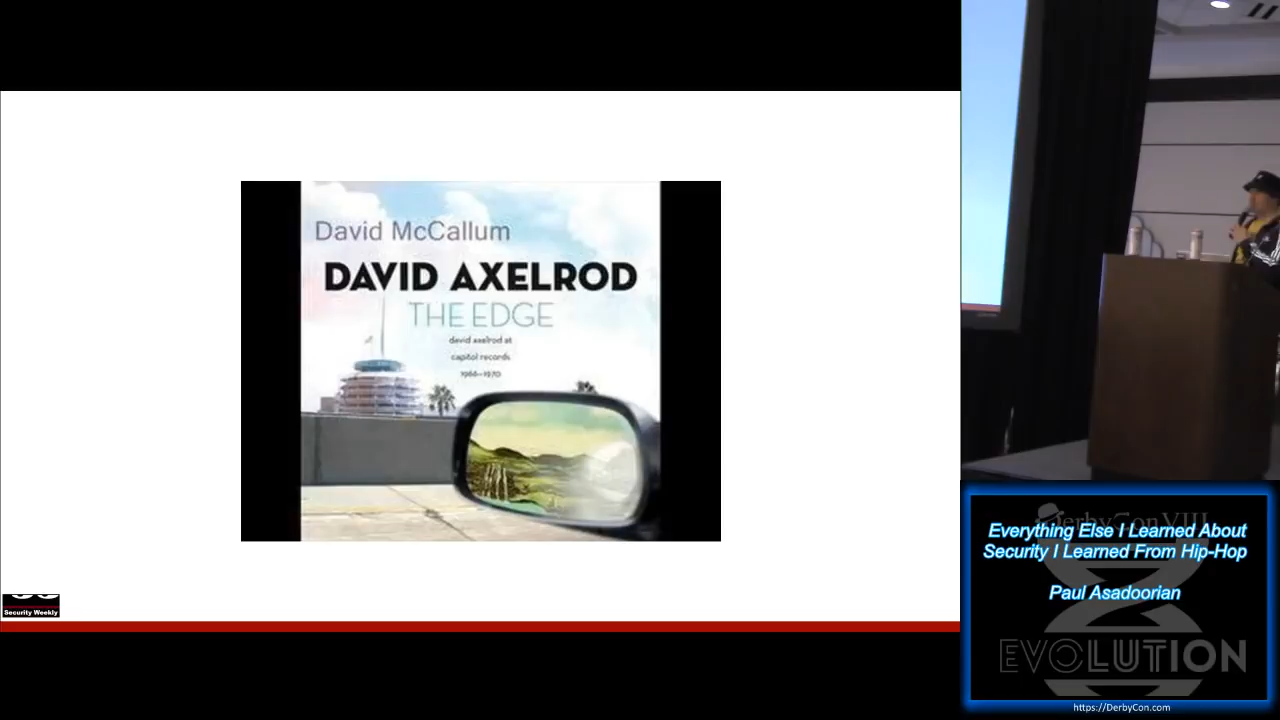 David McCallum
DAVID AXELROD
THE EDGE
david axelrod at
capitol records
1966–1970
Security Weekly
DerbyCon VIII
Everything Else I Learned About
Security I Learned From Hip-Hop
Paul Asadoorian
EVOLUTION
https://DerbyCon.com